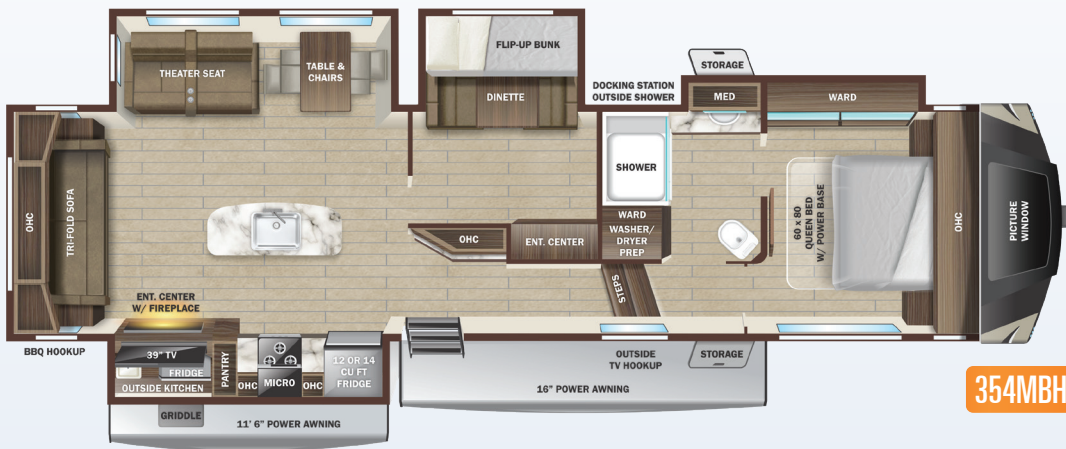 THEATER SEAT
TABLE &
CHAIRS
FLIP-UP BUNK
DINETTE
DOCKING STATION
OUTSIDE SHOWER
STORAGE
MED
WARD
OHC
TRI-FOLD SOFA
SHOWER
WARD
WASHER/
DRYER
PREP
OHC
ENT. CENTER
STEPS
60 x 80
QUEEN BED
W/ POWER BASE
OHC
PICTURE
WINDOW
ENT. CENTER
W/ FIREPLACE
BBQ HOOKUP
39" TV
FRIDGE
OUTSIDE KITCHEN
PANTRY
OHC
MICRO
OHC
12 OR 14
CU FT
FRIDGE
OUTSIDE
TV HOOKUP
STORAGE
16" POWER AWNING
GRIDDLE
11' 6" POWER AWNING
354MBH